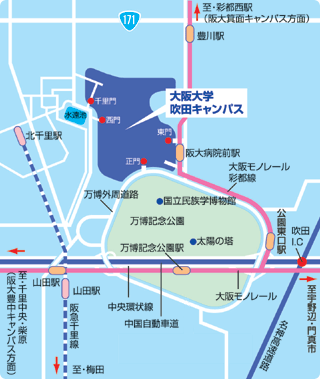 171
至・彩都西駅
(阪大箕面キャンパス方面)
豊川駅
千里門
大阪大学
吹田キャンパス
水遠池
西門
北千里駅
東門
正門
阪大病院前駅
大阪モノレール
彩都線
万博外周道路
国立民族学博物館
万博記念公園
公園東口駅
太陽の塔
吹田
I.C
万博記念公園駅
山田駅
山田駅
至・千里中央・柴原
(阪大豊中キャンパス方面)
中央環状線
大阪モノレール
中国自動車道
阪急千里線
名神高速道路
至・宇野辺・門真市
至・梅田